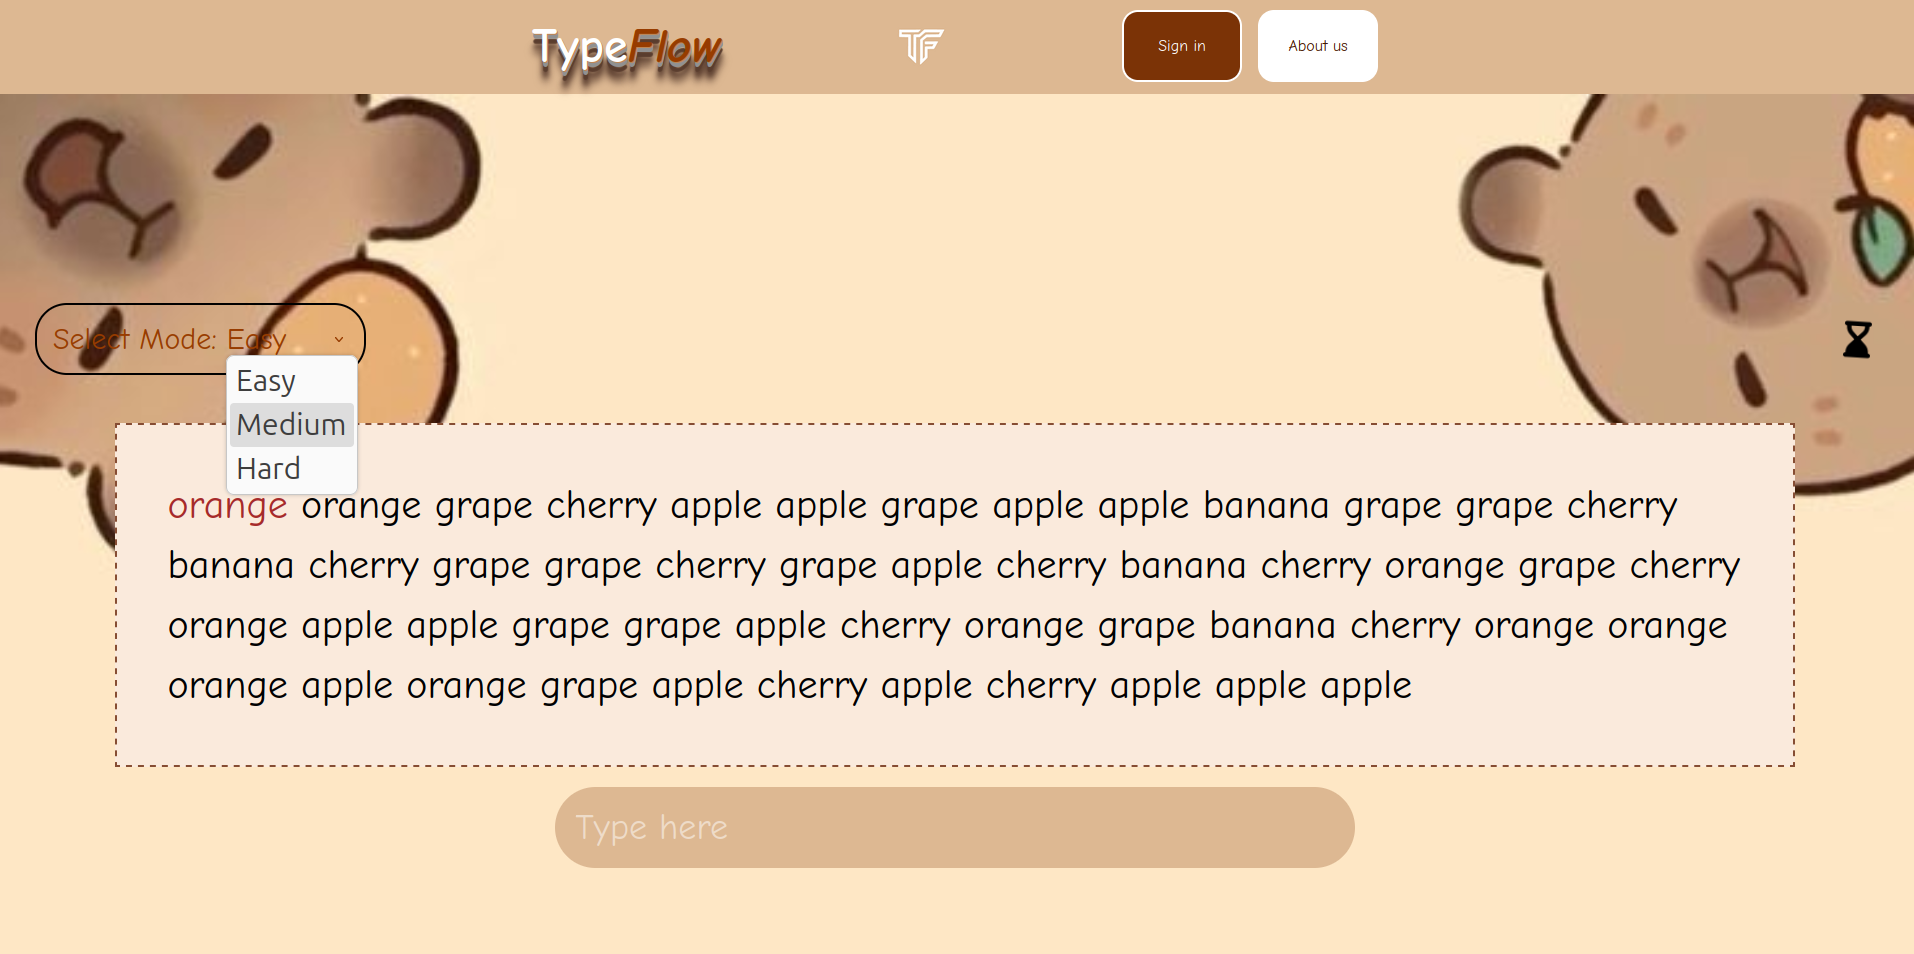 TypeFlow
TF
Sign in
About us
Select Mode: Easy
Easy
Medium
Hard
orange orange grape cherry apple apple grape apple apple banana grape grape cherry
banana cherry grape grape cherry grape apple cherry banana cherry orange grape cherry
orange apple apple grape grape apple cherry orange grape banana cherry orange orange
orange apple orange grape apple cherry apple cherry apple apple apple
Type here